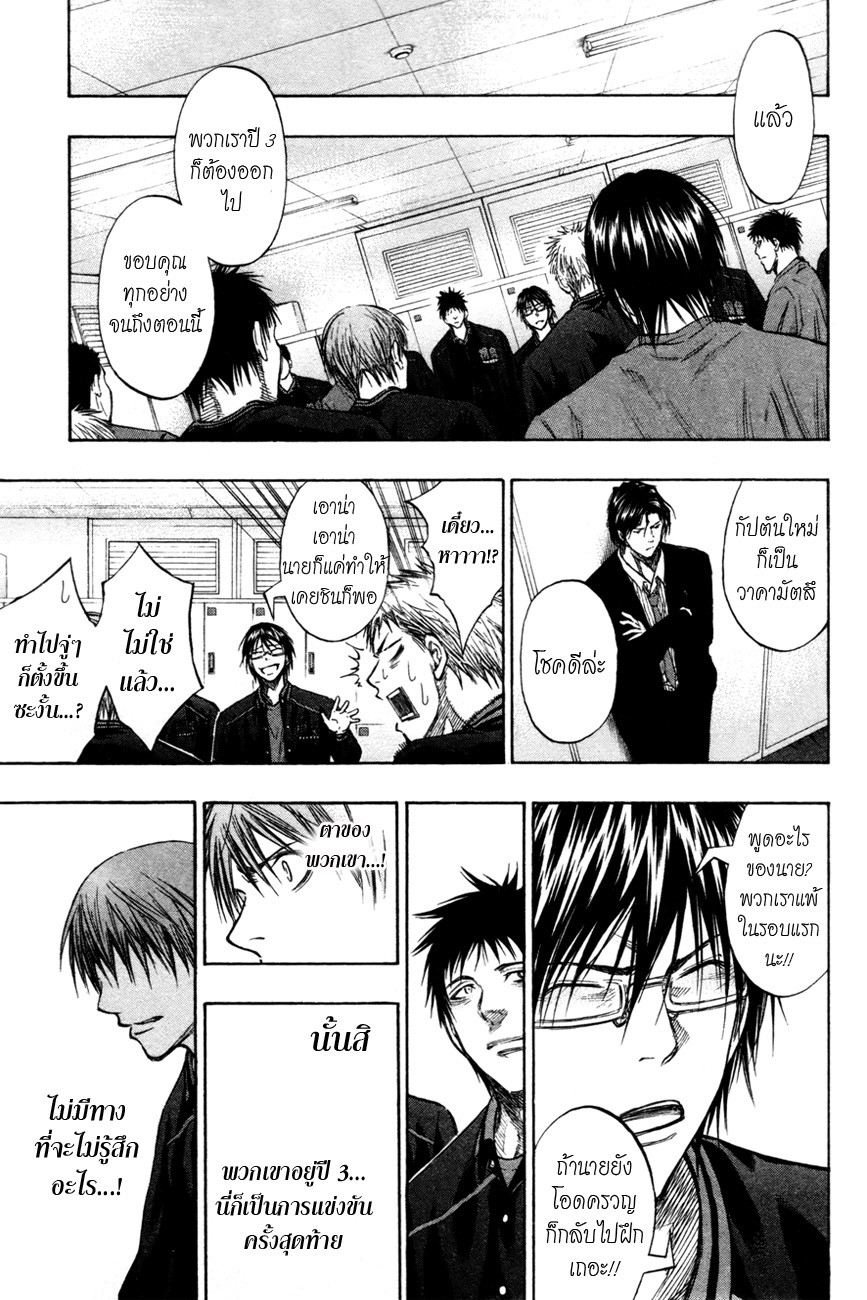 แล้ว
พวกเราปี 3
ก็ต้องออก
ไป
ขอบคุณ
ทุกอย่าง
จนถึงตอนนี้
กัปตันใหม่
ก็เป็น
วาคามัตสึ
โชคดีล่ะ
เดี๋ยว...
หาาาา!?
เอาน่า
เอาน่า
นายก็แค่ทำให้
เคยชินก็พอ
ไม่
ไม่ใช่
แล้ว...
ทำไปจู่ๆ
ก็ตั้งขึ้น
ซะงั้น...?
พูดอะไร
ของนาย?
พวกเราแพ้
ในรอบแรก
นะ!!
ถ้านายยัง
โอดครวญ
ก็กลับไปฝึก
เถอะ!!
ตาของ
พวกเขา...!
นั้นสิ
พวกเขาอยู่ปี 3...
นี่ก็เป็นการแข่งขัน
ครั้งสุดท้าย
ไม่มีทาง
ที่จะไม่รู้สึก
อะไร...!